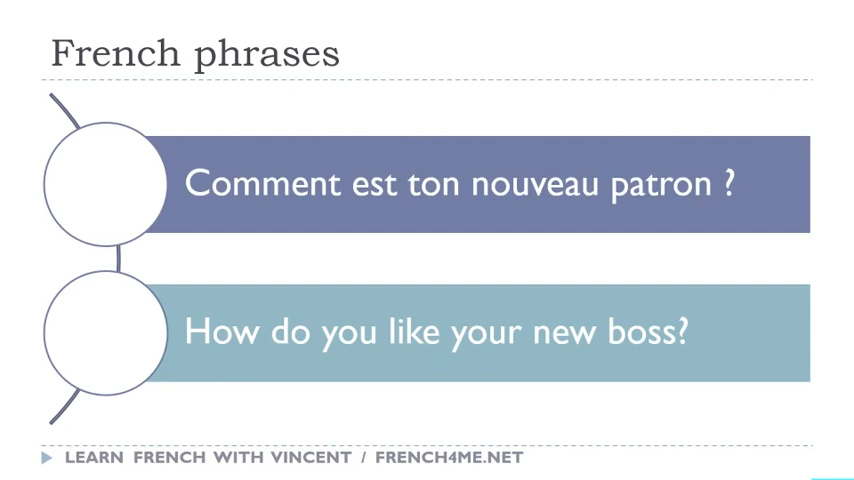 French phrases
Comment est ton nouveau patron ?
How do you like your new boss?
LEARN FRENCH WITH VINCENT / FRENCH4ME.NET